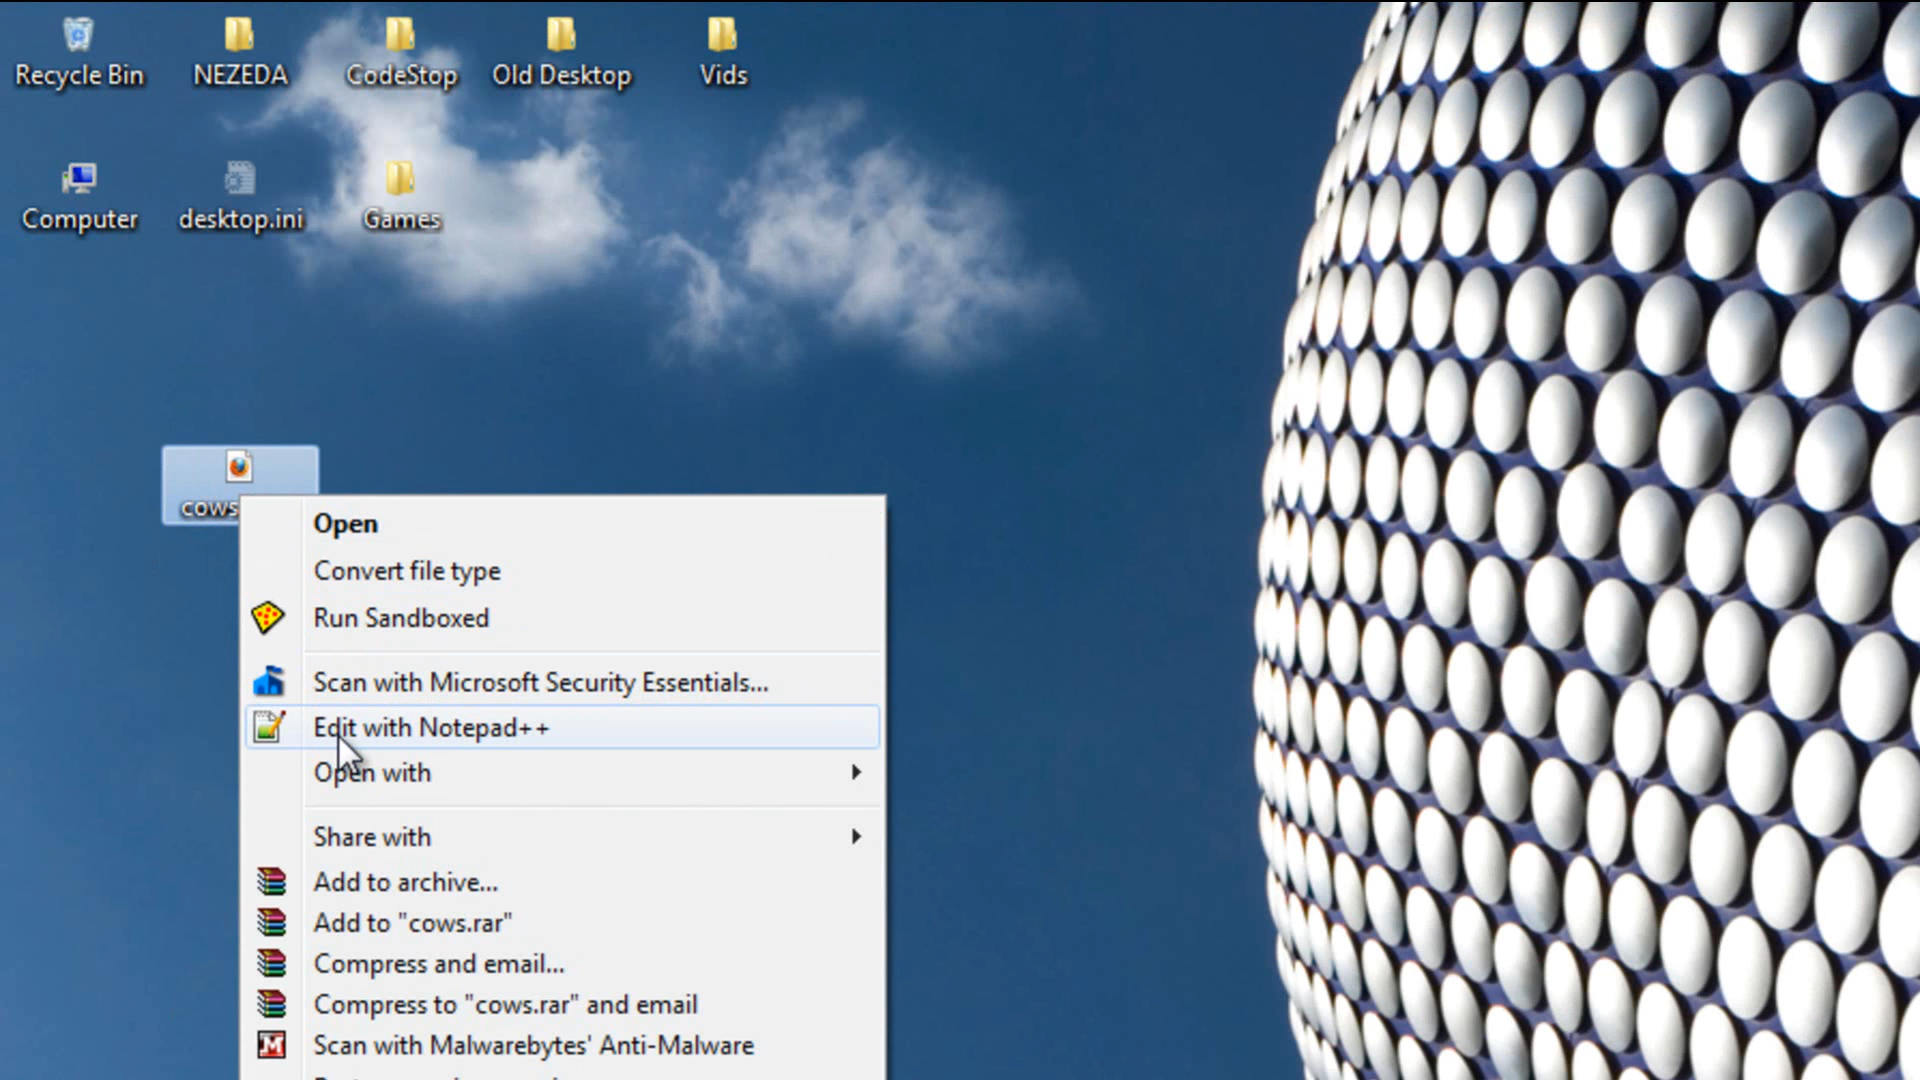 Recycle Bin
NEZEDA
CodeStop
Old Desktop
Vids
Computer
desktop.ini
Games
cows
Open
Convert file type
Run Sandboxed
Scan with Microsoft Security Essentials...
Edit with Notepad++
Open with
Share with
Add to archive...
Add to "cows.rar"
Compress and email...
Compress to "cows.rar" and email
Scan with Malwarebytes' Anti-Malware